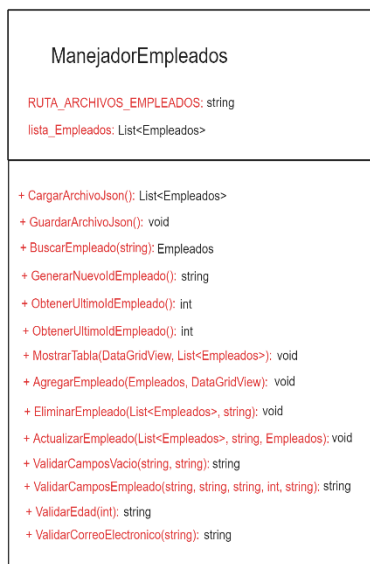 ManejadorEmpleados
RUTA_ARCHIVOS_EMPLEADOS: string
lista_Empleados: List<Empleados>
+ CargarArchivoJson(): List<Empleados>
+ GuardarArchivoJson(): void
+ BuscarEmpleado(string): Empleados
+ GenerarNuevoIdEmpleado(): string
+ ObtenerUltimoIdEmpleado(): int
+ ObtenerUltimoIdEmpleado(): int
+ MostrarTabla(DataGridView, List<Empleados>): void
+ AgregarEmpleado(Empleados, DataGridView): void
+ EliminarEmpleado(List<Empleados>, string): void
+ ActualizarEmpleado(List<Empleados>, string, Empleados): void
+ ValidarCamposVacio(string, string): string
+ ValidarCamposEmpleado(string, string, string, int, string): string
+ ValidarEdad(int): string
+ ValidarCorreoElectronico(string): string